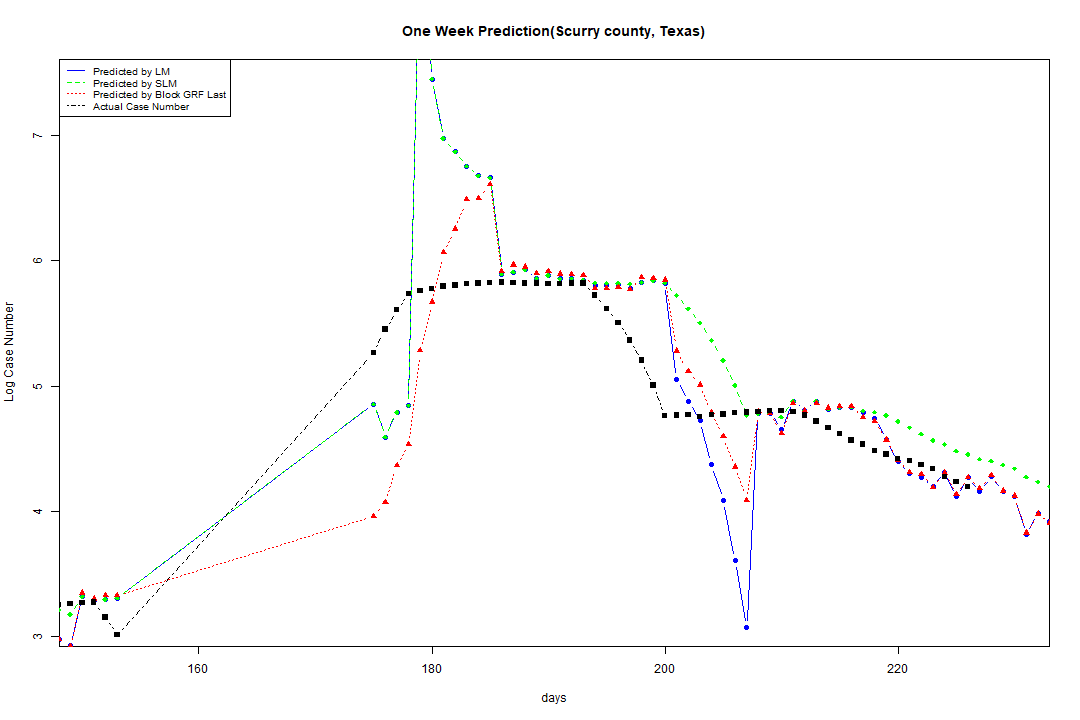 One Week Prediction(Scurry county, Texas)
Predicted by LM
Predicted by SLM
Predicted by Block GRF Last
Actual Case Number
Log Case Number
7
6
5
4
3
160 180 200 220
days